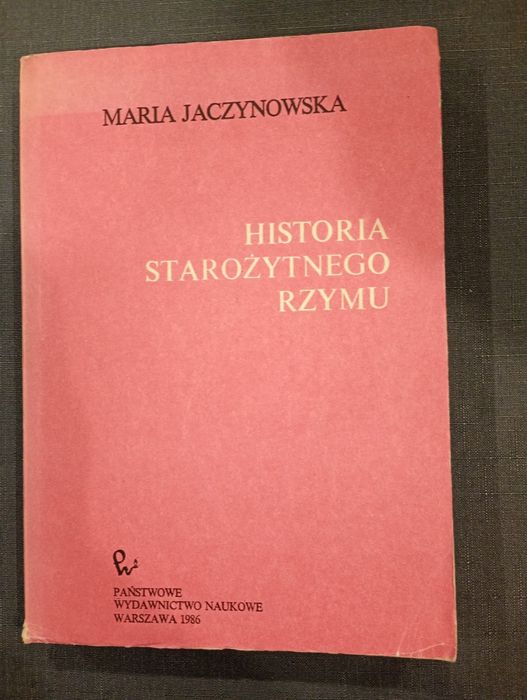 MARIA JACZYNOWSKA
HISTORIA
STAROŻYTNEGO
RZYMU
PAŃSTWOWE
WYDAWNICTWO NAUKOWE
WARSZAWA 1986